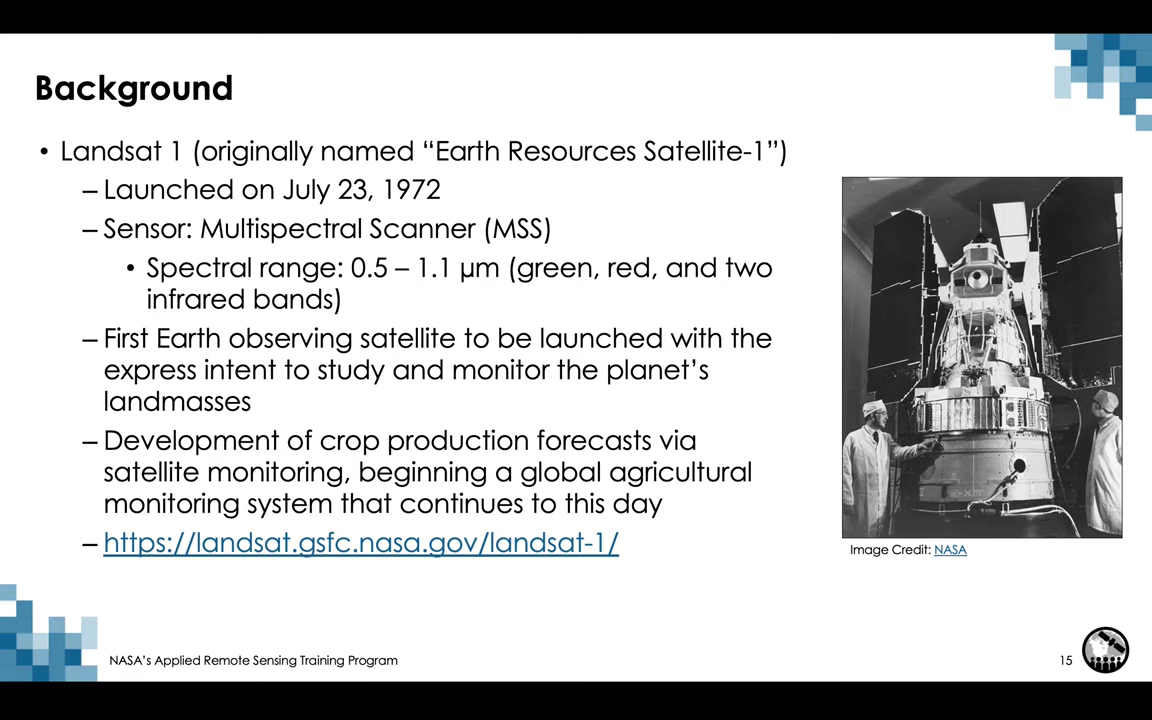 Background
• Landsat 1 (originally named “Earth Resources Satellite-1”)
– Launched on July 23, 1972
– Sensor: Multispectral Scanner (MSS)
• Spectral range: 0.5 – 1.1 µm (green, red, and two
infrared bands)
– First Earth observing satellite to be launched with the
express intent to study and monitor the planet’s
landmasses
– Development of crop production forecasts via
satellite monitoring, beginning a global agricultural
monitoring system that continues to this day
– https://landsat.gsfc.nasa.gov/landsat-1/
Image Credit: NASA
NASA’s Applied Remote Sensing Training Program
15